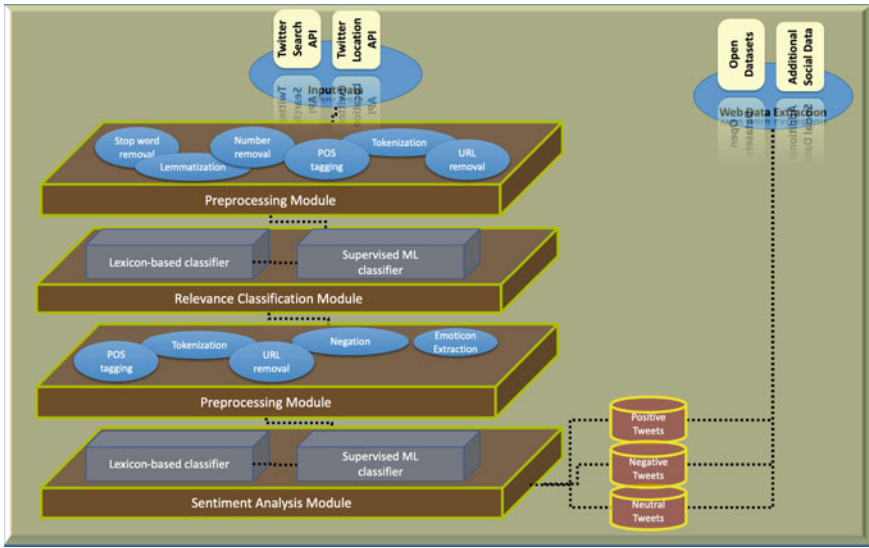 Twitter
Search
API
Twitter
Location
API
Input Data
Open
Datasets
Additional
Social Data
Web Data Extraction
Stop word
removal
Lemmatization
Number
removal
POS
tagging
Tokenization
URL
removal
Preprocessing Module
Lexicon-based classifier
Supervised ML
classifier
Relevance Classification Module
POS
tagging
Tokenization
URL
removal
Negation
Emoticon
Extraction
Preprocessing Module
Lexicon-based classifier
Supervised ML
classifier
Sentiment Analysis Module
Positive
Tweets
Negative
Tweets
Neutral
Tweets